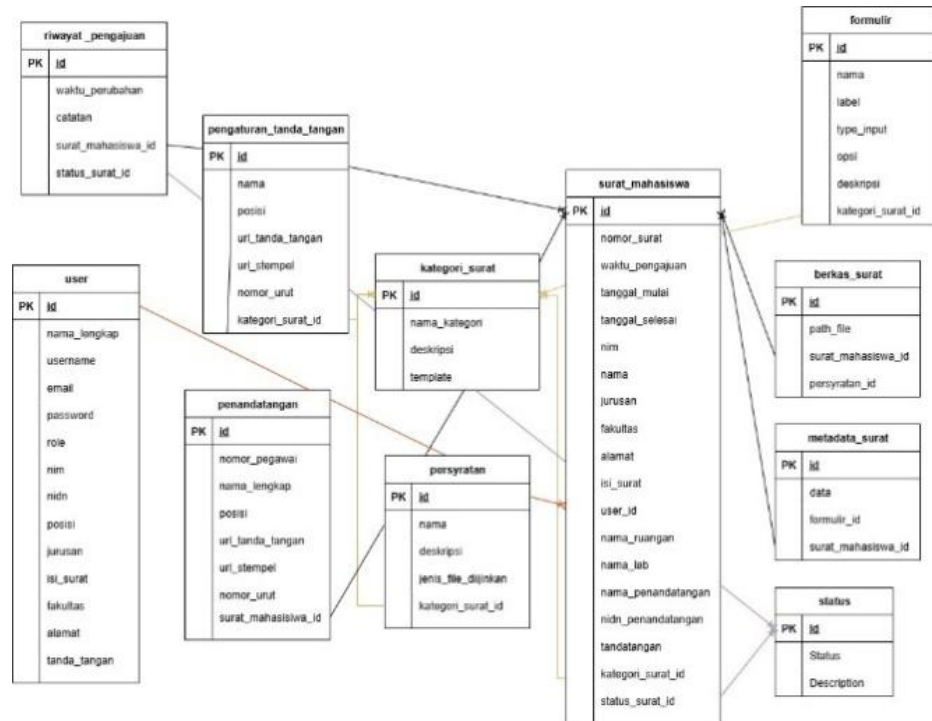 riwayat _pengajuan
PK id
waktu_perubahan
catatan
surat_mahasiswa_id
status_surat_id
pengaturan_tanda_tangan
PK id
nama
posisi
url_tanda_tangan
url_stempel
nomor_urut
kategori_surat_id
formulir
PK id
nama
label
type_input
opsi
deskripsi
kategori_surat_id
surat_mahasiswa
PK id
nomor_surat
waktu_pengajuan
tanggal_mulai
tanggal_selesai
nim
nama
jurusan
fakultas
alamat
isi_surat
user_id
nama_ruangan
nama_lab
nama_penandatangan
nidn_penandatangan
tandatangan
kategori_surat_id
status_surat_id
kategori_surat
PK id
nama_kategori
deskripsi
template
user
PK id
nama_lengkap
username
email
password
role
nim
nidn
posisi
jurusan
isi_surat
fakultas
alamat
tanda_tangan
penandatangan
PK id
nomor_pegawai
nama_lengkap
posisi
url_tanda_tangan
url_stempel
nomor_urut
surat_mahasisiwa_id
persyratan
PK id
nama
deskripsi
jenis_file_diijinkan
kategori_surat_id
berkas_surat
PK id
path_file
surat_mahasiswa_id
persyratan_id
metadata_surat
PK id
data
formulir_id
surat_mahasiswa_id
status
PK id
Status
Description